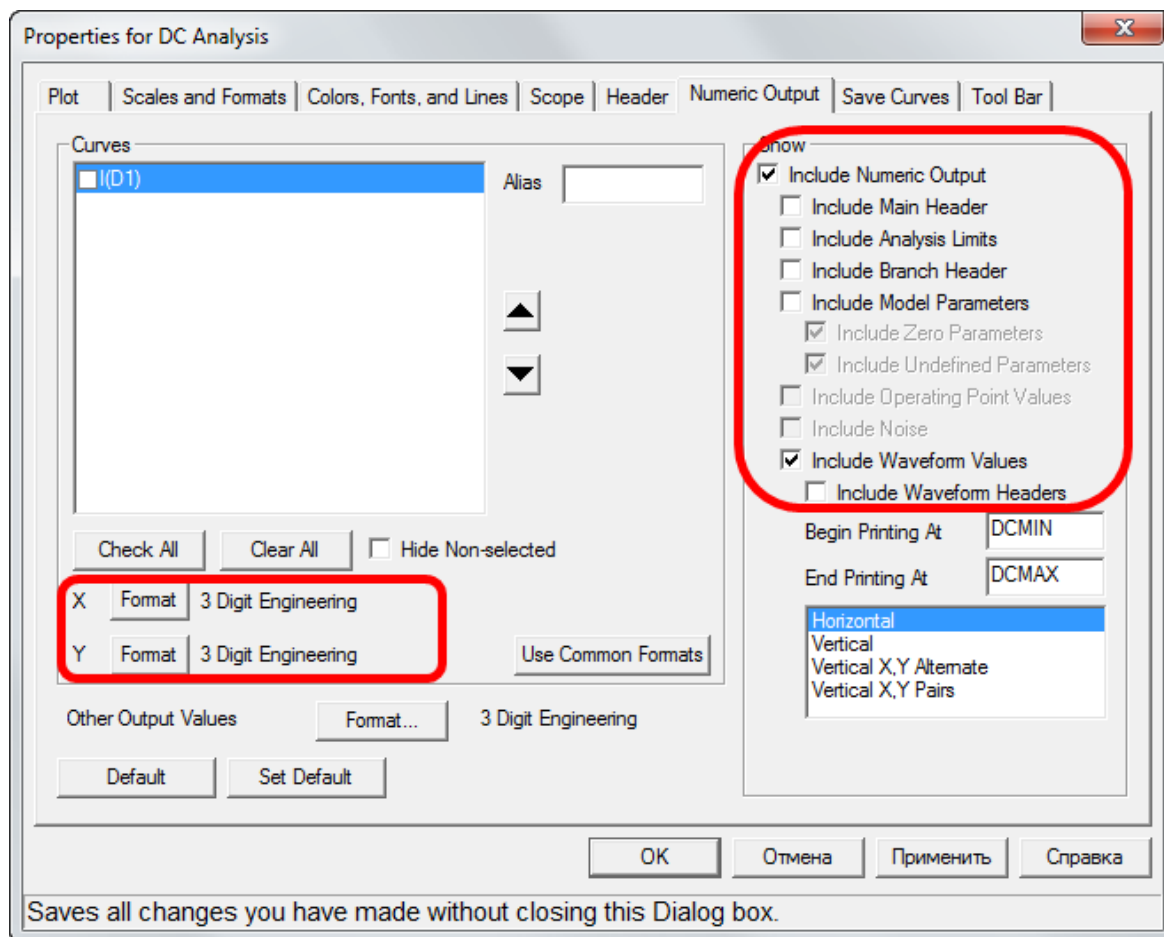 Properties for DC Analysis
X
Plot Scales and Formats Colors, Fonts, and Lines Scope Header Numeric Output Save Curves Tool Bar
Curves
I(D1)
Alias
Check All Clear All Hide Non-selected
X Format 3 Digit Engineering
Y Format 3 Digit Engineering Use Common Formats
Show
Include Numeric Output
Include Main Header
Include Analysis Limits
Include Branch Header
Include Model Parameters
Include Zero Parameters
Include Undefined Parameters
Include Operating Point Values
Include Noise
Include Waveform Values
Include Waveform Headers
Begin Printing At DCMIN
End Printing At DCMAX
Horizontal
Vertical
Vertical X,Y Alternate
Vertical X,Y Pairs
Other Output Values Format... 3 Digit Engineering
Default Set Default
OK Отмена Применить Справка
Saves all changes you have made without closing this Dialog box.